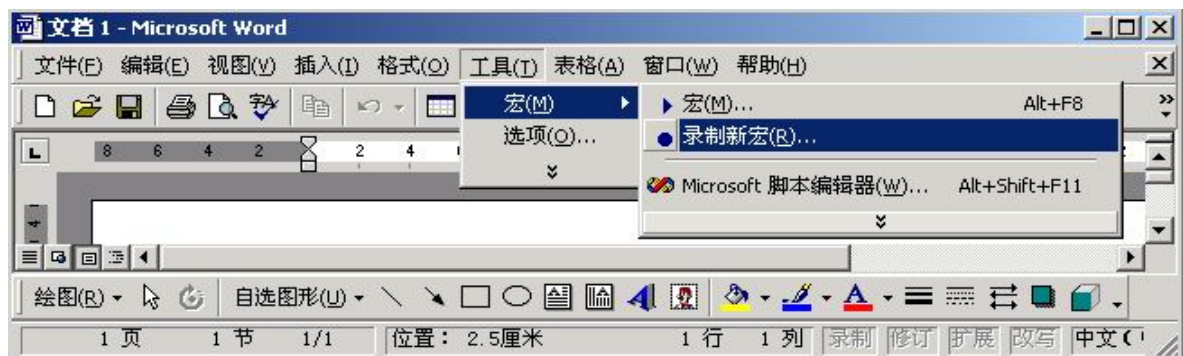 文档 1 - Microsoft Word
文件(F) 编辑(E) 视图(V) 插入(I) 格式(O) 工具(T) 表格(A) 窗口(W) 帮助(H)
宏(M)
选项(O)...
宏(M)... Alt+F8
录制新宏(R)...
Microsoft 脚本编辑器(W)... Alt+Shift+F11
L 8 6 4 2 2 4
4
绘图(R) 自选图形(U)
1 页 1 节 1/1 位置: 2.5厘米 1 行 1 列 录制 修订 扩展 改写 中文(